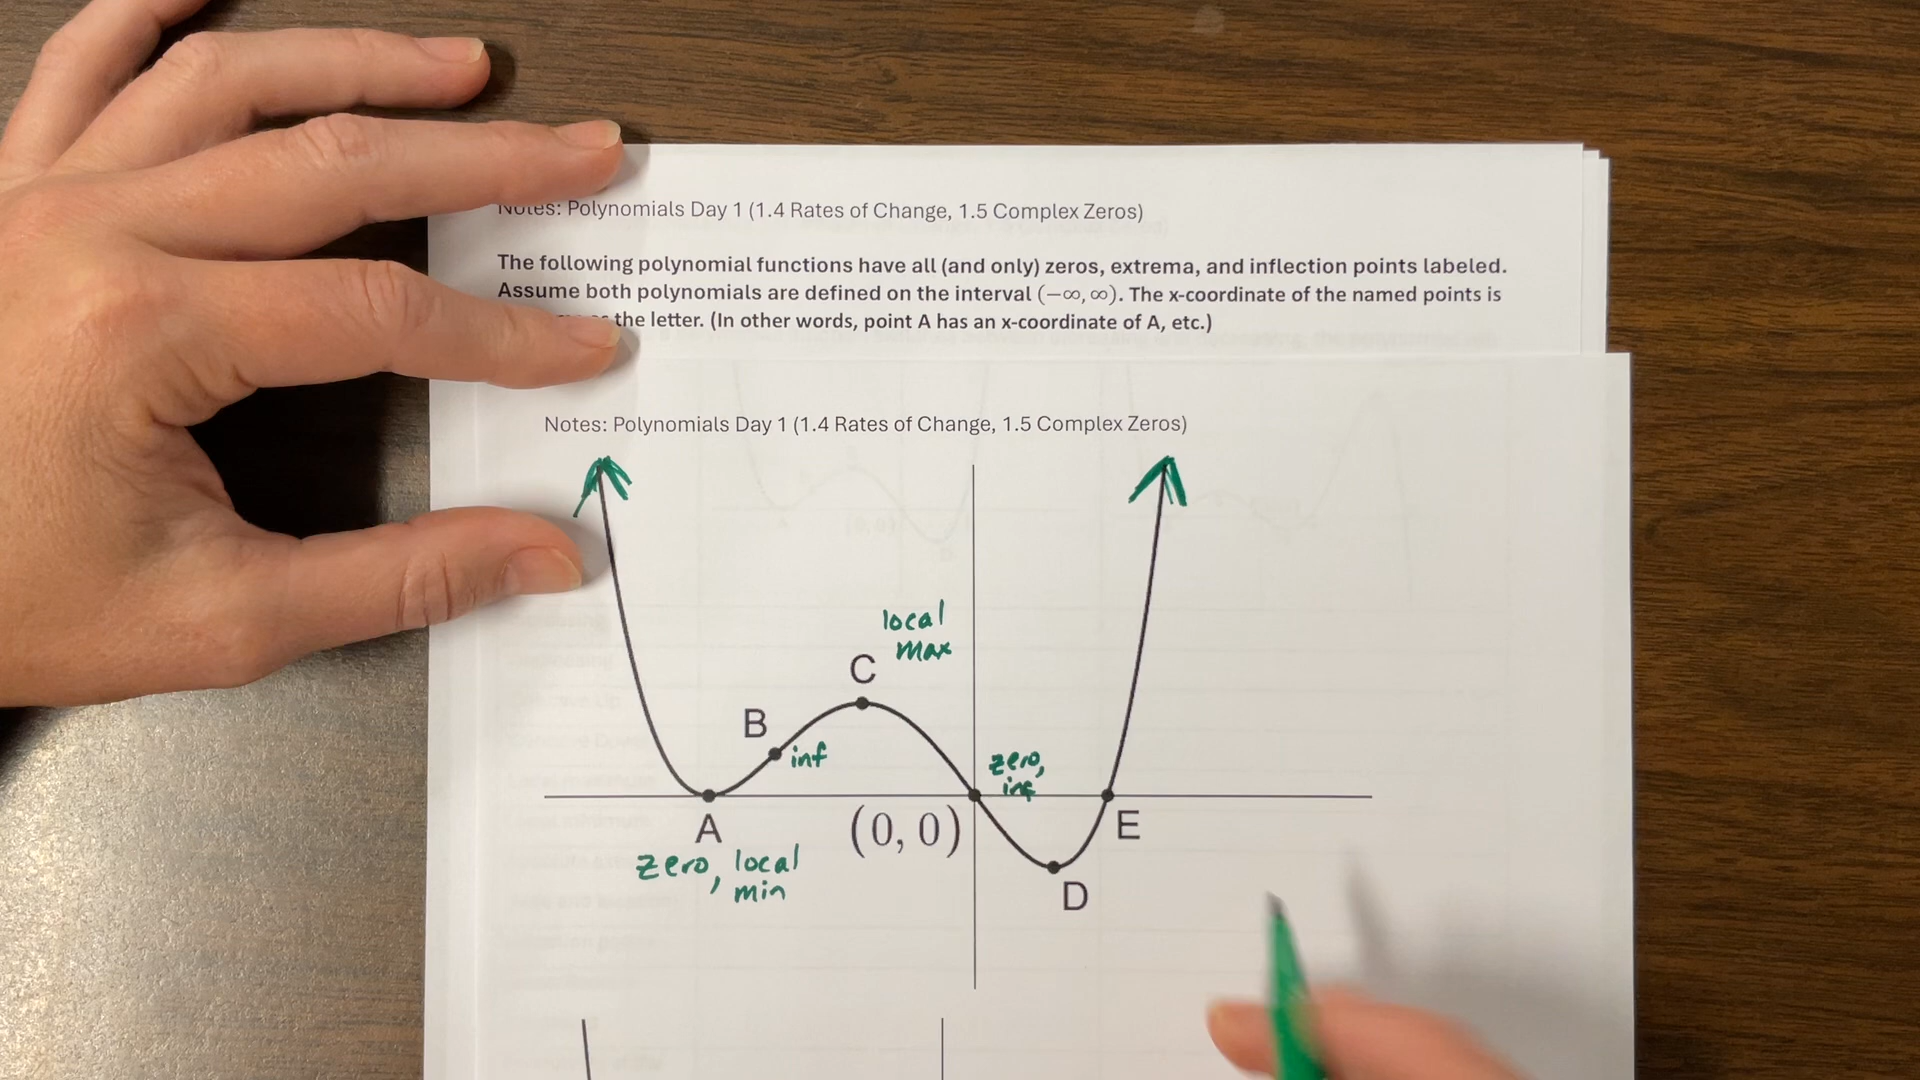 Notes: Polynomials Day 1 (1.4 Rates of Change, 1.5 Complex Zeros)
The following polynomial functions have all (and only) zeros, extrema, and inflection points labeled.
Assume both polynomials are defined on the interval (−∞, ∞). The x-coordinate of the named points is
the letter. (In other words, point A has an x-coordinate of A, etc.)
Notes: Polynomials Day 1 (1.4 Rates of Change, 1.5 Complex Zeros)
local
max
C
B
inf
zero,
inf
A
(0, 0)
E
zero, local
min
D